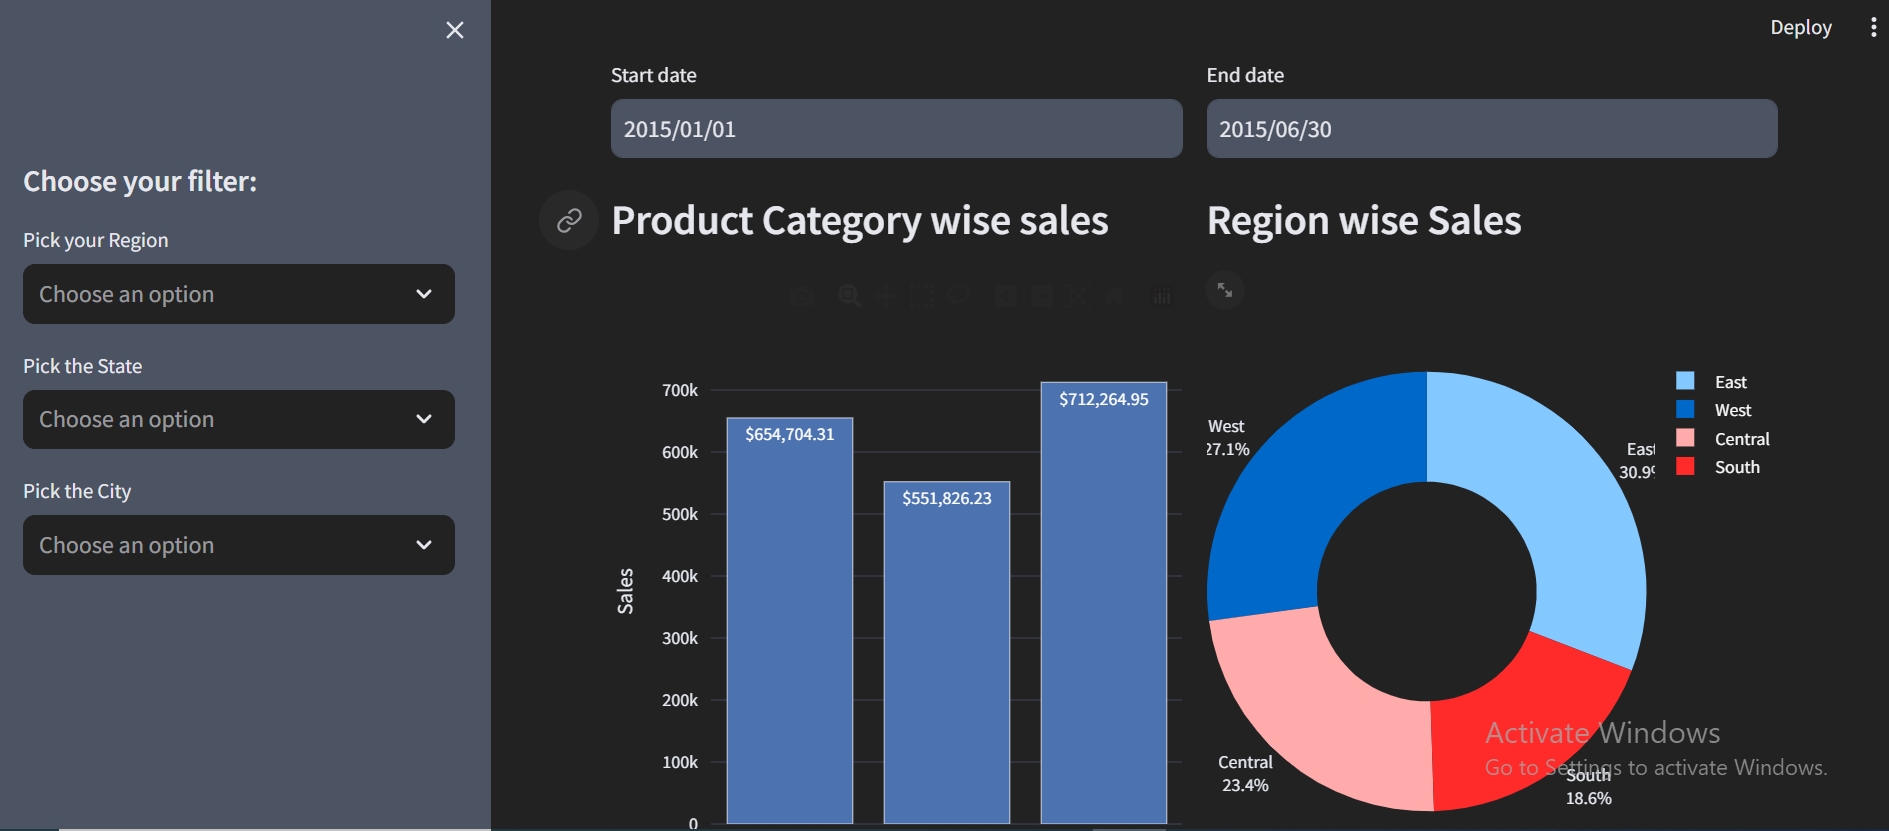 Deploy
Start date
End date
2015/01/01
2015/06/30
Choose your filter:
Pick your Region
Choose an option
Pick the State
Choose an option
Pick the City
Choose an option
Product Category wise sales
Region wise Sales
700k
600k
500k
400k
300k
200k
100k
0
Sales
$654,704.31
$551,826.23
$712,264.95
West
27.1%
East
30.9%
Central
23.4%
South
18.6%
East
West
Central
South
Activate Windows
Go to Settings to activate Windows.